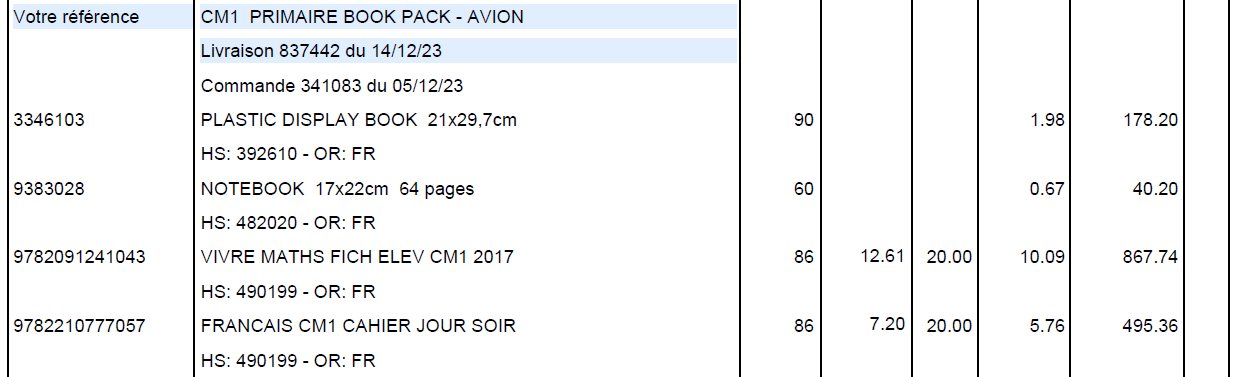 Votre référence CM1 PRIMAIRE BOOK PACK - AVION
Livraison 837442 du 14/12/23
Commande 341083 du 05/12/23
3346103 PLASTIC DISPLAY BOOK 21x29,7cm 90 1.98 178.20
HS: 392610 - OR: FR
9383028 NOTEBOOK 17x22cm 64 pages 60 0.67 40.20
HS: 482020 - OR: FR
9782091241043 VIVRE MATHS FICH ELEV CM1 2017 86 12.61 20.00 10.09 867.74
HS: 490199 - OR: FR
9782210777057 FRANCAIS CM1 CAHIER JOUR SOIR 86 7.20 20.00 5.76 495.36
HS: 490199 - OR: FR